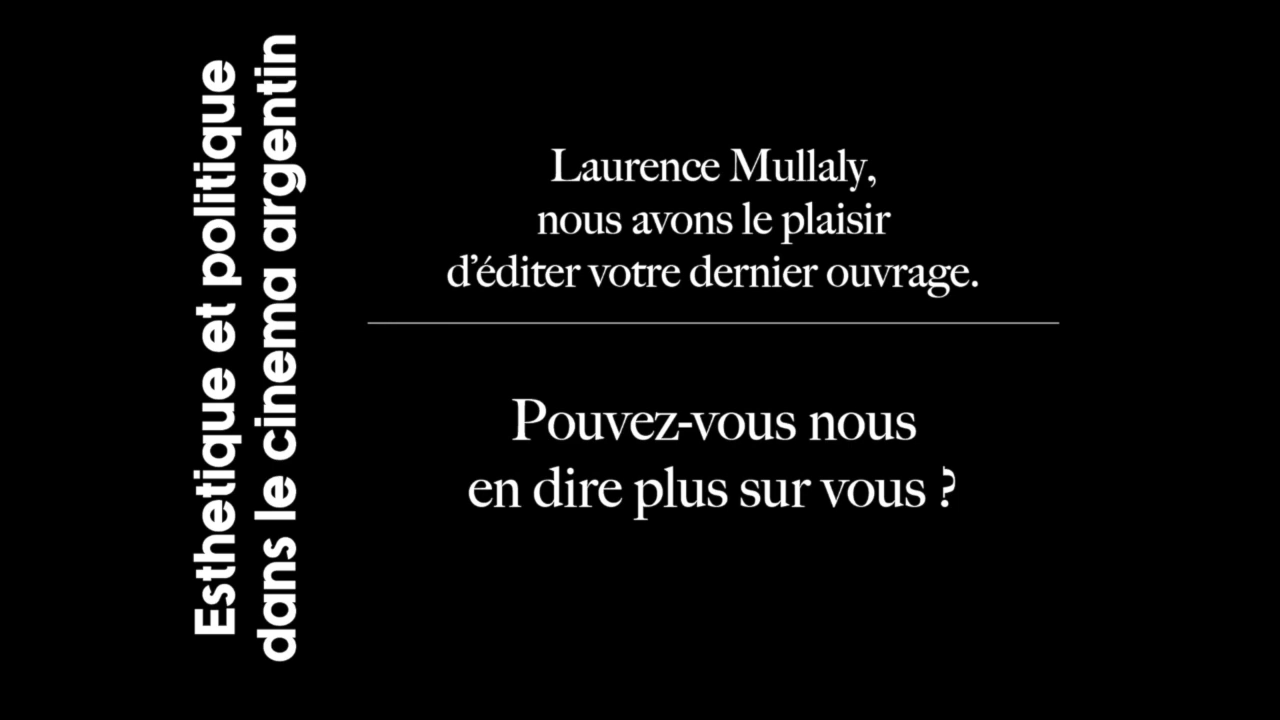 Esthetique et politique
dans le cinema argentin
Laurence Mullaly,
nous avons le plaisir
d’éditer votre dernier ouvrage.
Pouvez-vous nous
en dire plus sur vous ?